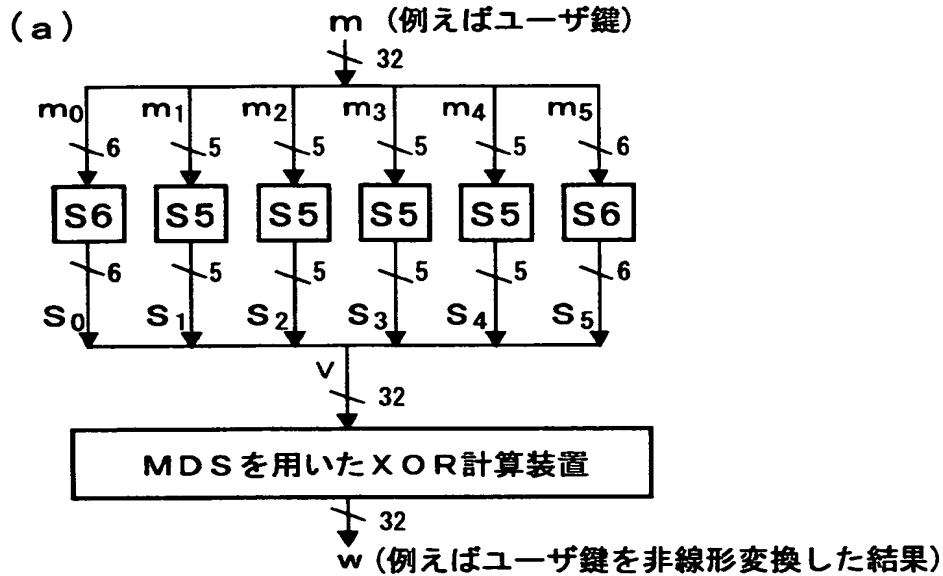 (a)
m (例えばユーザ鍵)
32
m0 m1 m2 m3 m4 m5
6 5 5 5 5 6
S6 S5 S5 S5 S5 S6
6 5 5 5 5 6
S0 S1 S2 S3 S4 S5
v
32
MDSを用いたXOR計算装置
32
w (例えばユーザ鍵を非線形変換した結果)